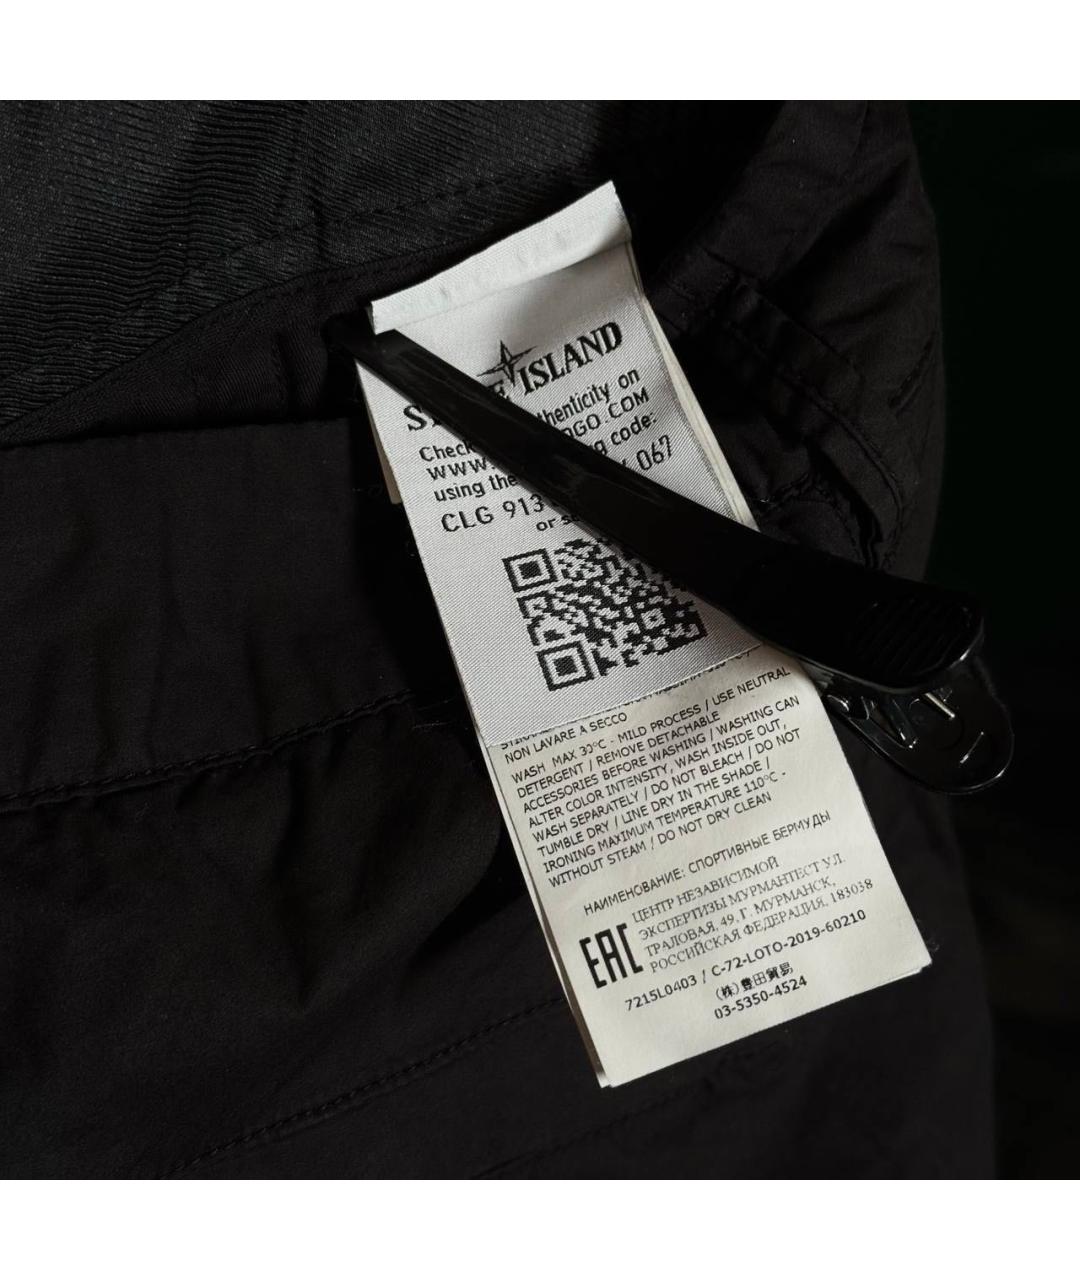 ISLAND
Check thenticity on
WWW. GO.COM
using the g code:
CLG 913 067
or
NON LAVARE A SECCO
WASH MAX 30°C - MILD PROCESS / USE NEUTRAL
DETERGENT / REMOVE DETACHABLE
ACCESSORIES BEFORE WASHING / WASHING CAN
ALTER COLOR INTENSITY, WASH INSIDE OUT,
WASH SEPARATELY / DO NOT BLEACH / DO NOT
TUMBLE DRY / LINE DRY IN THE SHADE /
IRONING MAXIMUM TEMPERATURE 110°C -
WITHOUT STEAM / DO NOT DRY CLEAN
НАИМЕНОВАНИЕ: СПОРТИВНЫЕ БЕРМУДЫ
EAC
ЦЕНТР НЕЗАВИСИМОЙ
ЭКСПЕРТИЗЫ МУРМАНТЕСТ УЛ.
ТРАЛОВАЯ, 49, Г. МУРМАНСК,
РОССИЙСКАЯ ФЕДЕРАЦИЯ, 183038
7215L0403 / C-72-LOTO-2019-60210
(株)豊田貿易
03-5350-4524